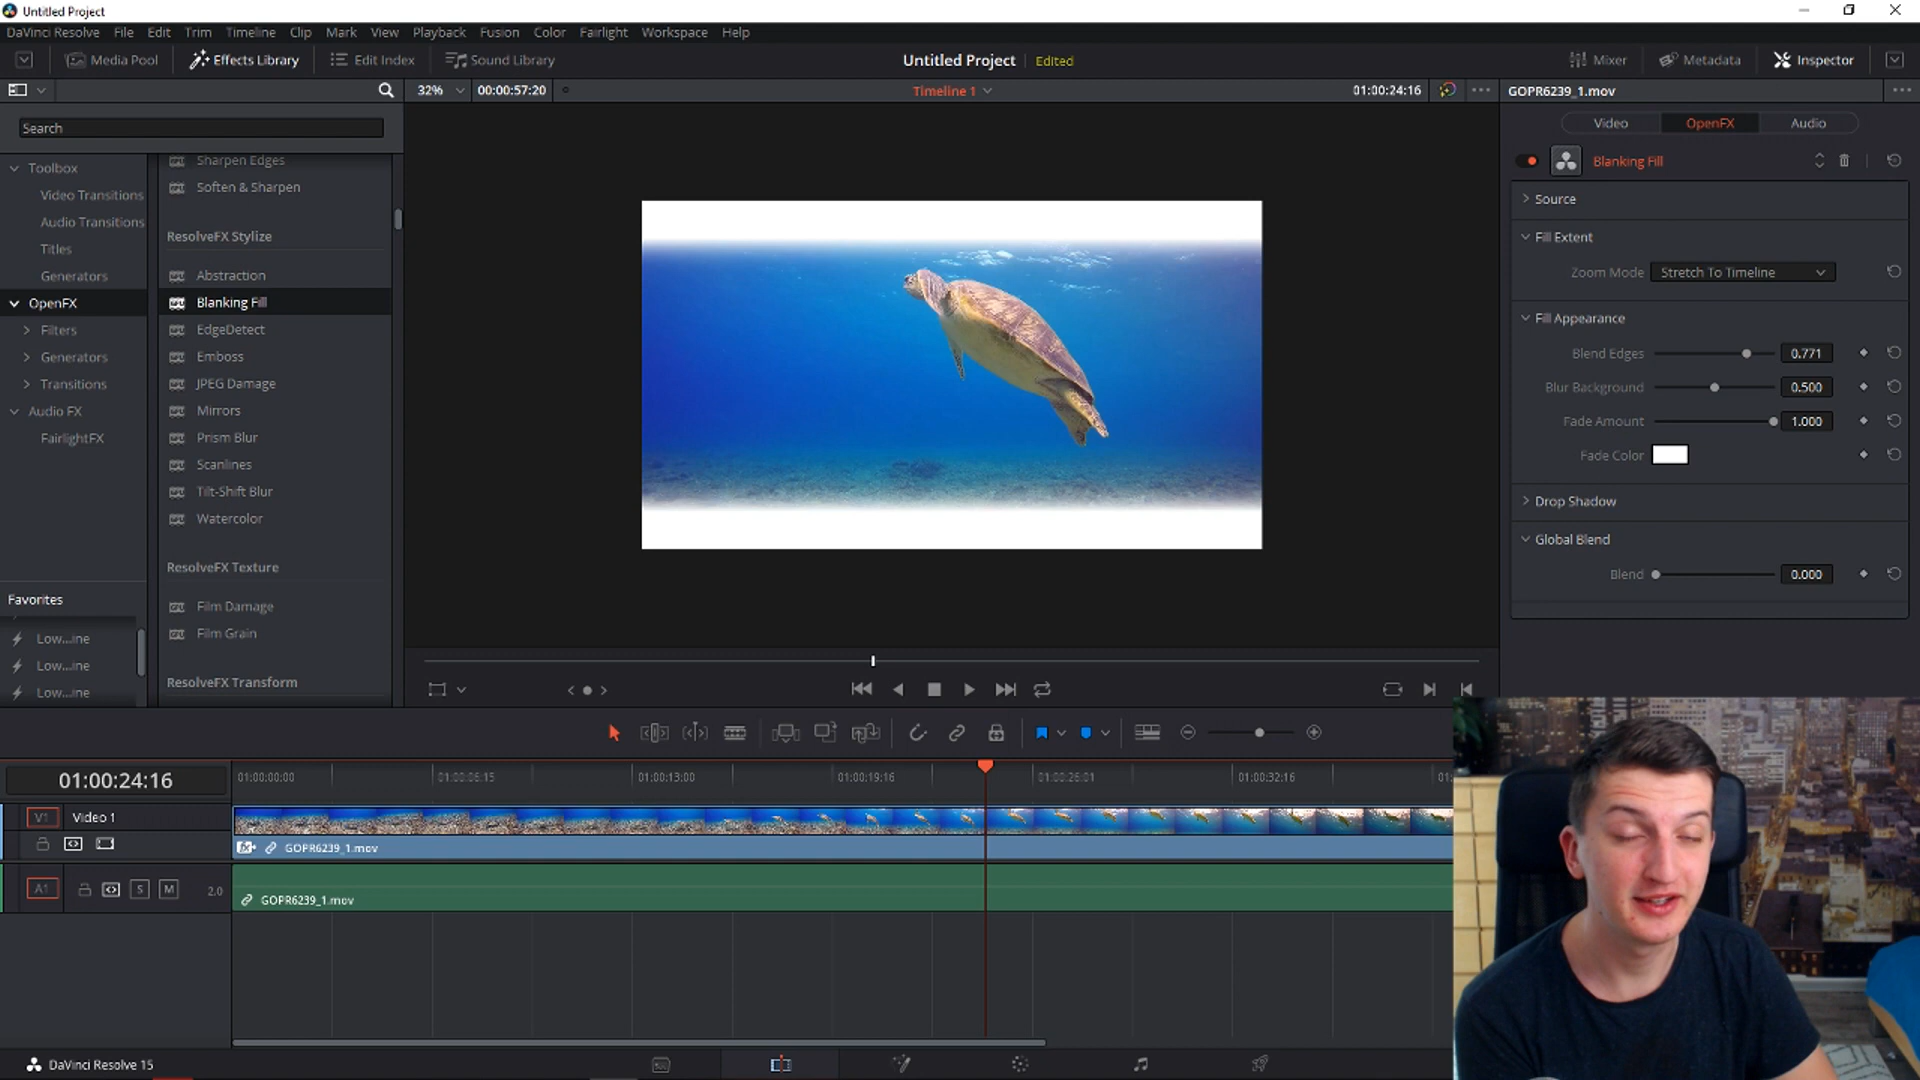 Untitled Project
DaVinci Resolve File Edit Trim Timeline Clip Mark View Playback Fusion Color Fairlight Workspace Help
Media Pool Effects Library Edit Index Sound Library Untitled Project Edited Mixer Metadata Inspector
32% 00:00:57:20 Timeline 1 01:00:24:16 GOPR6239_1.mov
Search
Video OpenFX Audio
Blanking Fill
Toolbox
Video Transitions
Audio Transitions
Titles
Generators
OpenFX
Filters
Generators
Transitions
Audio FX
FairlightFX
Favorites
Low...ine
Low...ine
Low...ine
Sharpen Edges
Soften & Sharpen
ResolveFX Stylize
Abstraction
Blanking Fill
EdgeDetect
Emboss
JPEG Damage
Mirrors
Prism Blur
Scanlines
Tilt-Shift Blur
Watercolor
ResolveFX Texture
Film Damage
Film Grain
ResolveFX Transform
Source
Fill Extent
Zoom Mode Stretch To Timeline
Fill Appearance
Blend Edges 0.771
Blur Background 0.500
Fade Amount 1.000
Fade Color
Drop Shadow
Global Blend
Blend 0.000
01:00:24:16 01:00:00:00 01:00:06:15 01:00:13:00 01:00:19:16 01:00:26:01 01:00:32:16 01:
V1 Video 1
GOPR6239_1.mov
A1 S M 2.0
GOPR6239_1.mov
DaVinci Resolve 15